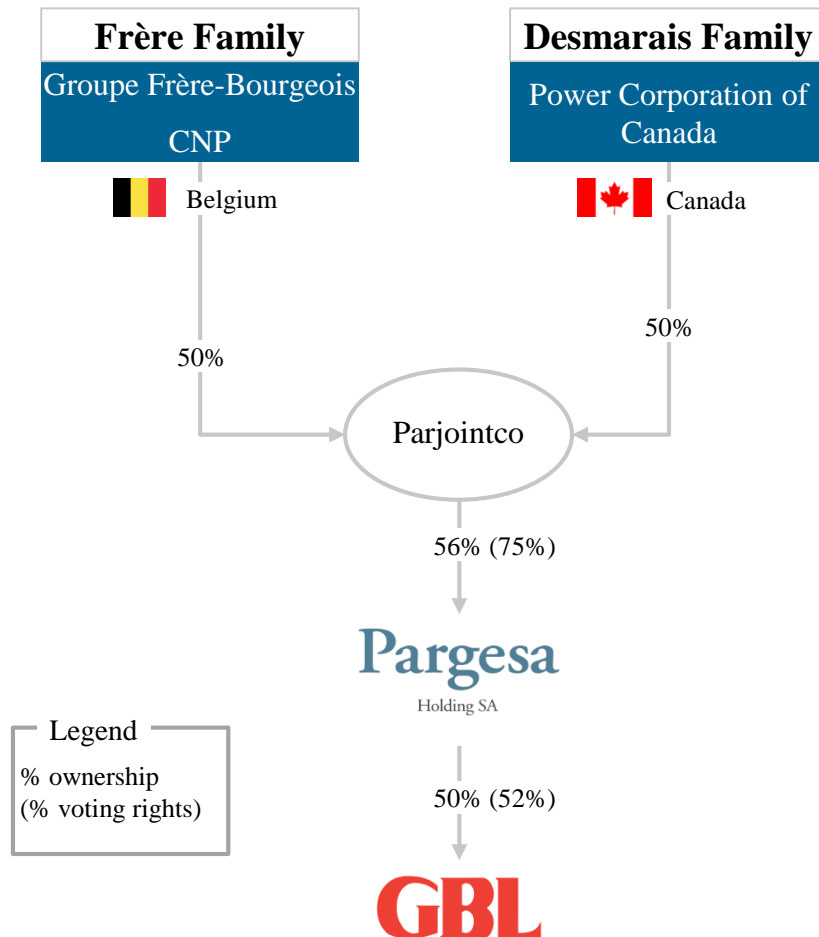 Frère Family
Desmarais Family
Groupe Frère-Bourgeois
CNP
Power Corporation of
Canada
Belgium
Canada
50%
50%
Parjointco
56% (75%)
Pargesa
Holding SA
Legend
% ownership
(% voting rights)
50% (52%)
GBL